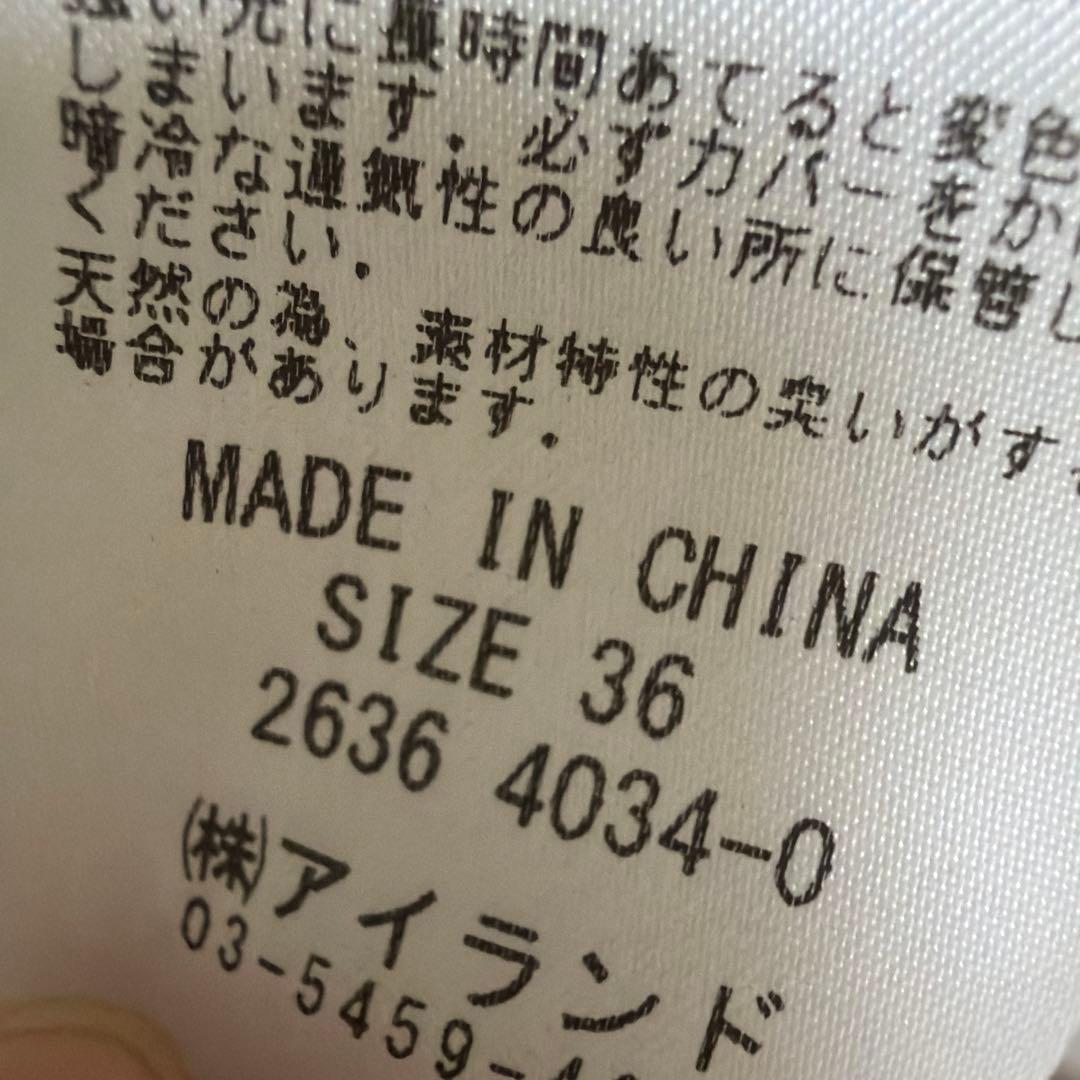 強い光に長時間あてると変色
しまいます.必ずカバーをか
暗冷な通気性の良い所に保管し
ください.
天然の為、素材特性の臭いがす
場合があります.
MADE IN CHINA
SIZE 36
2636 4034-0
㈱アイランド
03-5459-